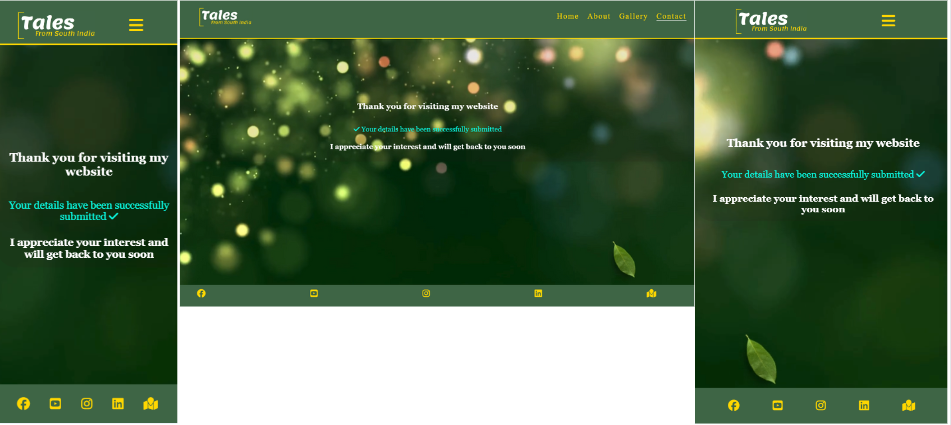 Tales
From South India
Thank you for visiting my
website
Your details have been successfully
submitted
I appreciate your interest and
will get back to you soon
Tales
From South India
Home About Gallery Contact
Thank you for visiting my website
Your details have been successfully submitted
I appreciate your interest and will get back to you soon
Tales
From South India
Thank you for visiting my website
Your details have been successfully submitted
I appreciate your interest and will get back to
you soon